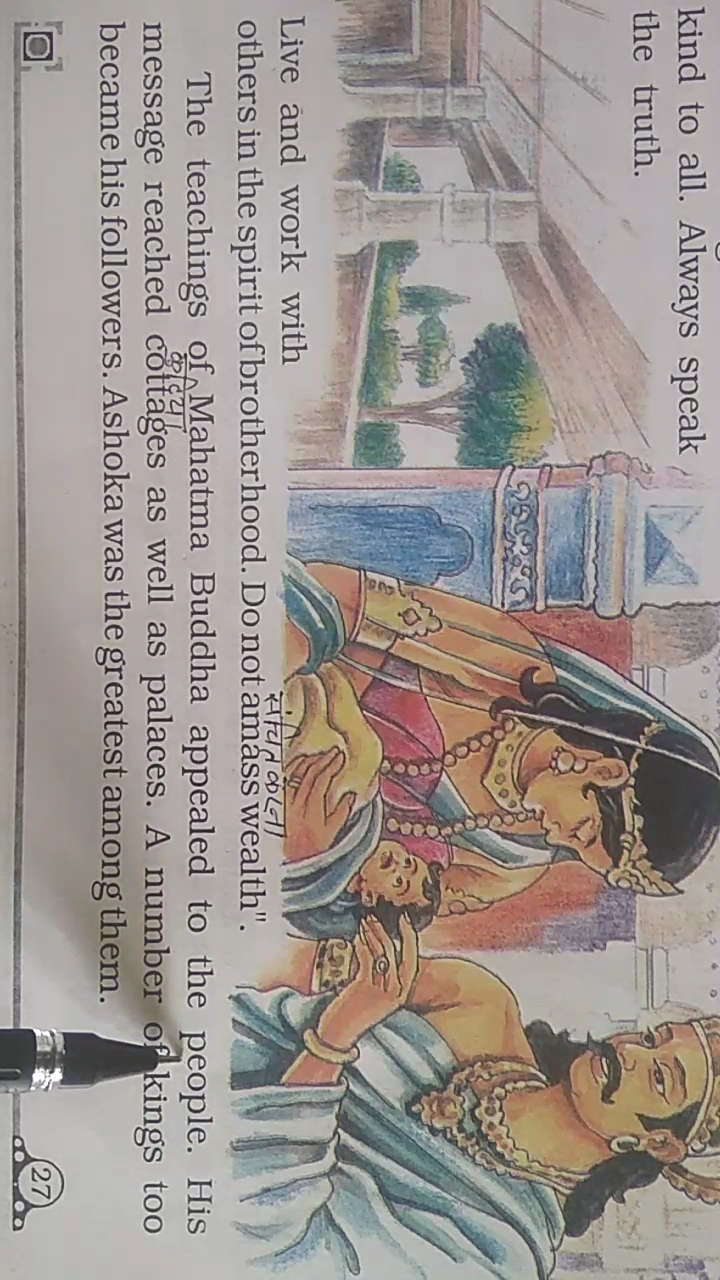 kind to all. Always speak
the truth.
Live and work with
others in the spirit of brotherhood. Do not amass wealth".
The teachings of Mahatma Buddha appealed to the people. His
message reached cottages as well as palaces. A number of kings too
became his followers. Ashoka was the greatest among them.
27